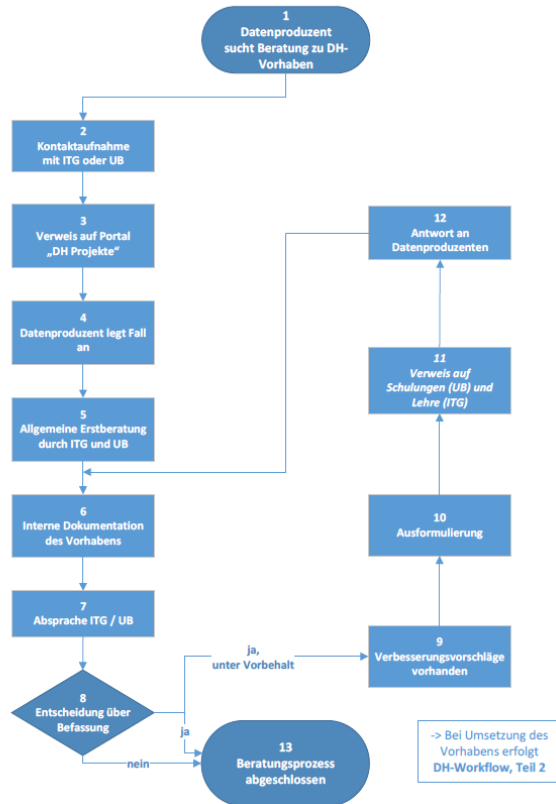 1
Datenproduzent
sucht Beratung zu DH-
Vorhaben
2
Kontaktaufnahme
mit ITG oder UB
3
Verweis auf Portal
„DH Projekte“
4
Datenproduzent legt Fall
an
5
Allgemeine Erstberatung
durch ITG und UB
6
Interne Dokumentation
des Vorhabens
7
Absprache ITG / UB
8
Entscheidung über
Befassung
ja,
unter Vorbehalt
ja
nein
9
Verbesserungsvorschläge
vorhanden
10
Ausformulierung
11
Verweis auf
Schulungen (UB) und
Lehre (ITG)
12
Antwort an
Datenproduzenten
13
Beratungsprozess
abgeschlossen
-> Bei Umsetzung des
Vorhabens erfolgt
DH-Workflow, Teil 2